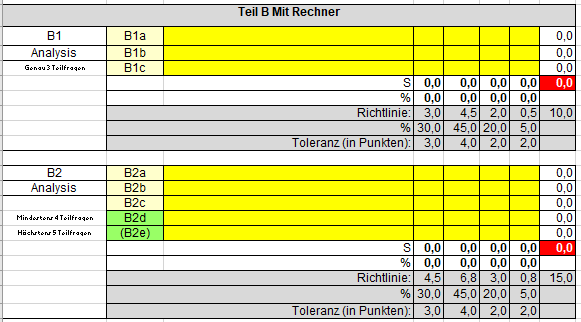 Teil B Mit Rechner
B1 B1a 0,0
Analysis B1b 0,0
Genau 3 Teilfragen B1c 0,0
S 0,0 0,0 0,0 0,0 0,0
% 0,0 0,0 0,0 0,0
Richtlinie: 3,0 4,5 2,0 0,5 10,0
% 30,0 45,0 20,0 5,0
Toleranz (in Punkten): 3,0 4,0 2,0 2,0
B2 B2a 0,0
Analysis B2b 0,0
B2c 0,0
Mindestens 4 Teilfragen B2d 0,0
Höchstens 5 Teilfragen (B2e) 0,0
S 0,0 0,0 0,0 0,0 0,0
% 0,0 0,0 0,0 0,0
Richtlinie: 4,5 6,8 3,0 0,8 15,0
% 30,0 45,0 20,0 5,0
Toleranz (in Punkten): 3,0 4,0 2,0 2,0